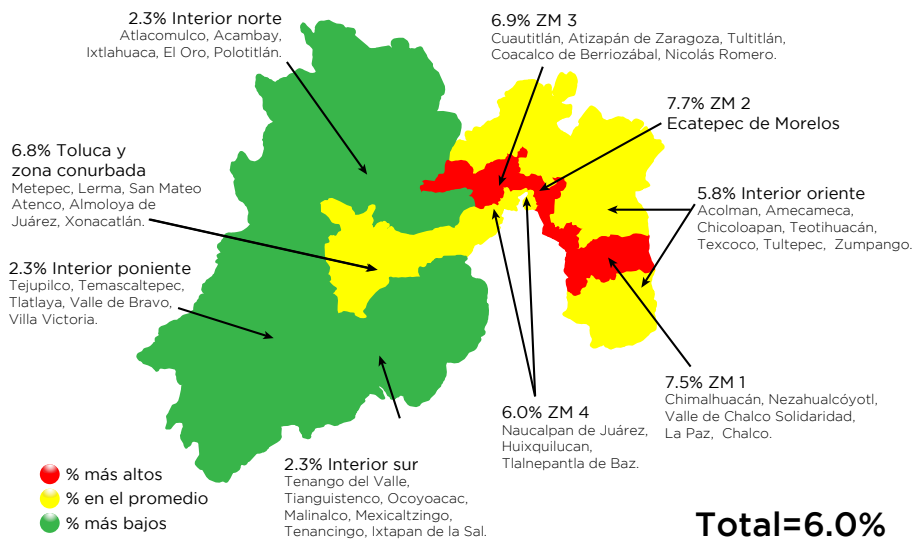 2.3% Interior norte
Atlacomulco, Acambay,
Ixtlahuaca, El Oro, Polotitlán.
6.9% ZM 3
Cuautitlán, Atizapán de Zaragoza, Tultitlán,
Coacalco de Berriozábal, Nicolás Romero.
7.7% ZM 2
Ecatepec de Morelos
6.8% Toluca y
zona conurbada
Metepec, Lerma, San Mateo
Atenco, Almoloya de
Juárez, Xonacatlán.
5.8% Interior oriente
Acolman, Amecameca,
Chicoloapan, Teotihuacán,
Texcoco, Tultepec, Zumpango.
2.3% Interior poniente
Tejupilco, Temascaltepec,
Tlatlaya, Valle de Bravo,
Villa Victoria.
7.5% ZM 1
Chimalhuacán, Nezahualcóyotl,
Valle de Chalco Solidaridad,
La Paz, Chalco.
6.0% ZM 4
Naucalpan de Juárez,
Huixquilucan,
Tlalnepantla de Baz.
2.3% Interior sur
Tenango del Valle,
Tianguistenco, Ocoyoacac,
Malinalco, Mexicaltzingo,
Tenancingo, Ixtapan de la Sal.
% más altos
% en el promedio
% más bajos
Total=6.0%